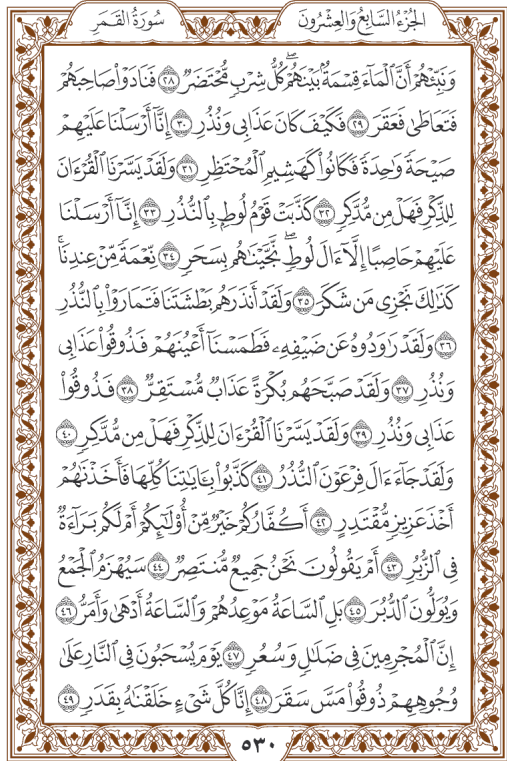 الجُزْءُ السَّابِعُ وَالعِشْرُونَ
سُورَةُ القَمَرِ
وَنَبِّئْهُمْ أَنَّ ٱلْمَآءَ قِسْمَةٌۢ بَيْنَهُمْۖ كُلُّ شِرْبٍ مُّحْتَضَرٌ ٢٨ فَنَادَوْا۟ صَاحِبَهُمْ
فَتَعَاطَىٰ فَعَقَرَ ٢٩ فَكَيْفَ كَانَ عَذَابِى وَنُذُرِ ٣٠ إِنَّآ أَرْسَلْنَا عَلَيْهِمْ
صَيْحَةً وَٰحِدَةً فَكَانُوا۟ كَهَشِيمِ ٱلْمُحْتَظِرِ ٣١ وَلَقَدْ يَسَّرْنَا ٱلْقُرْءَانَ
لِلذِّكْرِ فَهَلْ مِن مُّدَّكِرٍ ٣٢ كَذَّبَتْ قَوْمُ لُوطٍۭ بِٱلنُّذُرِ ٣٣ إِنَّآ أَرْسَلْنَا
عَلَيْهِمْ حَاصِبًا إِلَّآ ءَالَ لُوطٍۖ نَّجَّيْنَٰهُم بِسَحَرٍ ٣٤ نِّعْمَةً مِّنْ عِندِنَاۚ
كَذَٰلِكَ نَجْزِى مَن شَكَرَ ٣٥ وَلَقَدْ أَنذَرَهُم بَطْشَتَنَا فَتَمَارَوْا۟ بِٱلنُّذُرِ
٣٦ وَلَقَدْ رَٰوَدُوهُ عَن ضَيْفِهِۦ فَطَمَسْنَآ أَعْيُنَهُمْ فَذُوقُوا۟ عَذَابِى
وَنُذُرِ ٣٧ وَلَقَدْ صَبَّحَهُم بُكْرَةً عَذَابٌ مُّسْتَقِرٌّ ٣٨ فَذُوقُوا۟
عَذَابِى وَنُذُرِ ٣٩ وَلَقَدْ يَسَّرْنَا ٱلْقُرْءَانَ لِلذِّكْرِ فَهَلْ مِن مُّدَّكِرٍ ٤٠
وَلَقَدْ جَآءَ ءَالَ فِرْعَوْنَ ٱلنُّذُرُ ٤١ كَذَّبُوا۟ بِـَٔايَٰتِنَا كُلِّهَا فَأَخَذْنَٰهُمْ
أَخْذَ عَزِيزٍ مُّقْتَدِرٍ ٤٢ أَكُفَّارُكُمْ خَيْرٌ مِّنْ أُو۟لَٰٓئِكُمْ أَمْ لَكُم بَرَآءَةٌ
فِى ٱلزُّبُرِ ٤٣ أَمْ يَقُولُونَ نَحْنُ جَمِيعٌ مُّنتَصِرٌ ٤٤ سَيُهْزَمُ ٱلْجَمْعُ
وَيُوَلُّونَ ٱلدُّبُرَ ٤٥ بَلِ ٱلسَّاعَةُ مَوْعِدُهُمْ وَٱلسَّاعَةُ أَدْهَىٰ وَأَمَرُّ ٤٦
إِنَّ ٱلْمُجْرِمِينَ فِى ضَلَٰلٍ وَسُعُرٍ ٤٧ يَوْمَ يُسْحَبُونَ فِى ٱلنَّارِ عَلَىٰ
وُجُوهِهِمْ ذُوقُوا۟ مَسَّ سَقَرَ ٤٨ إِنَّا كُلَّ شَىْءٍ خَلَقْنَٰهُ بِقَدَرٍ ٤٩
٥٣٠